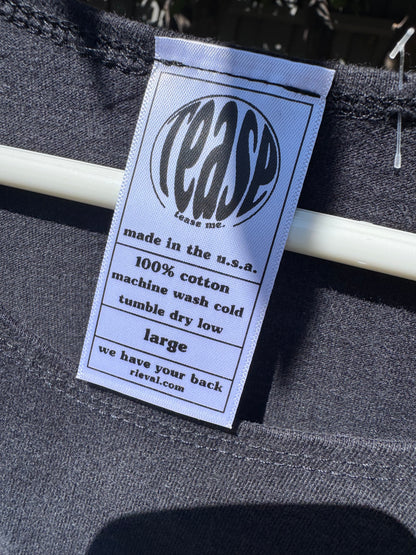 rease
tease me.
made in the u.s.a.
100% cotton
machine wash cold
tumble dry low
large
we have your back
rieval.com